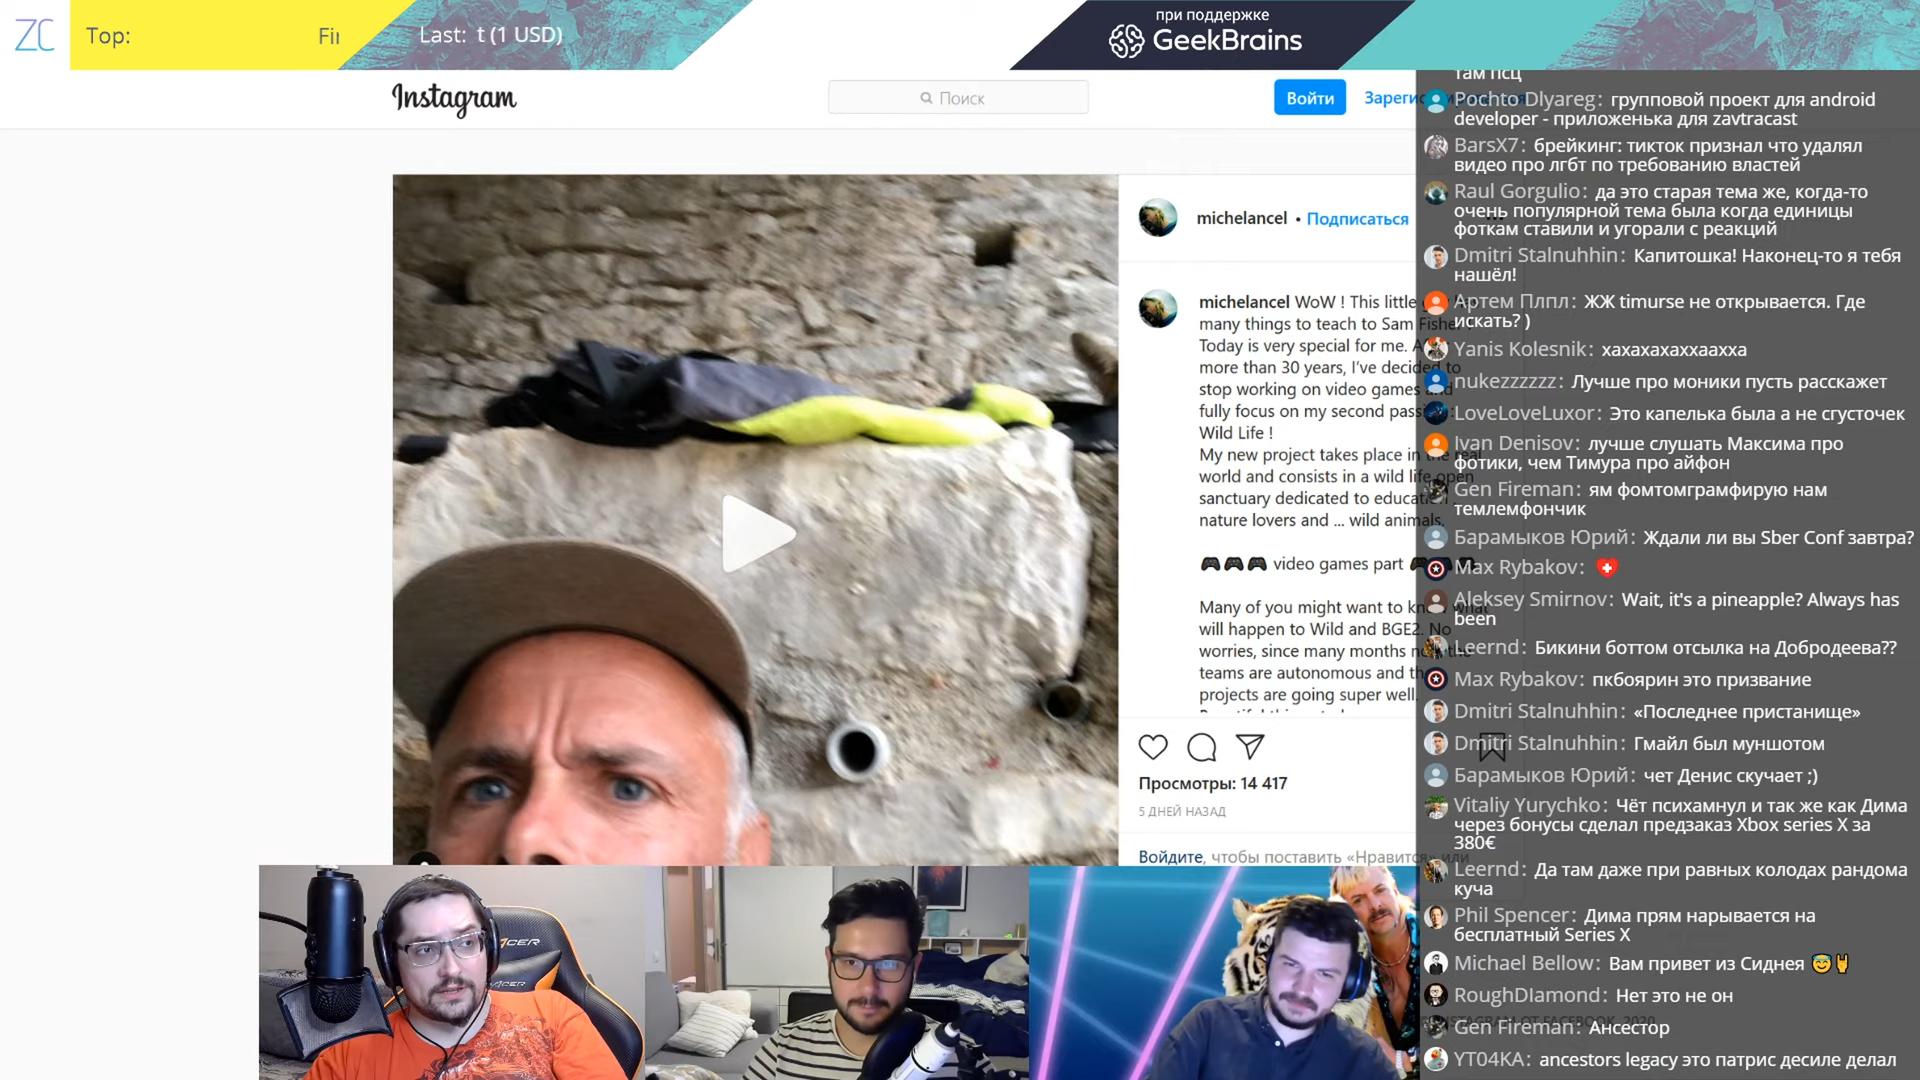 ZC
Top:
Fir
Last: t (1 USD)
при поддержке
GeekBrains
Instagram
Поиск
Войти
michelancel • Подписаться
michelancel WoW ! This little
many things to teach to Sam Fisher
Today is very special for me.
more than 30 years, I've decided to
stop working on video games and
fully focus on my second
Wild Life !
My new project takes place in the real
world and consists in a wild life open
sanctuary dedicated to
nature lovers and ... wild animals.
🎮🎮🎮 video games part 🎮
Many of you might want to know what
will happen to Wild and BGE2. No
worries, since many months
teams are autonomous and the
projects are going super well.
Просмотры: 14 417
5 ДНЕЙ НАЗАД
Войдите, чтобы поставить «Нравится» или
там псц
Pochto Dlyareg: групповой проект для android
developer - приложенька для zavtracast
BarsX7: брейкинг: тикток признал что удалял
видео про лгбт по требованию властей
Raul Gorgulio: да это старая тема же, когда-то
очень популярной тема была когда единицы
фоткам ставили и угорали с реакций
Dmitri Stalnuhhin: Капитошка! Наконец-то я тебя
нашёл!
Артем Плпл: ЖЖ timurse не открывается. Где
искать? )
Yanis Kolesnik: хахахахаххаахха
nukezzzzzz: Лучше про моники пусть расскажет
LoveLoveLuxor: Это капелька была а не сгусточек
Ivan Denisov: лучше слушать Максима про
фотики, чем Тимура про айфон
Gen Fireman: ям фомтомграмфирую нам
темлемфончик
Барамыков Юрий: Ждали ли вы Sber Conf завтра?
Max Rybakov:
Aleksey Smirnov: Wait, it's a pineapple? Always has
been
Leernd: Бикини боттом отсылка на Добродеева??
Max Rybakov: пкбоярин это призвание
Dmitri Stalnuhhin: «Последнее пристанище»
Dmitri Stalnuhhin: Гмайл был муншотом
Барамыков Юрий: чет Денис скучает ;)
Vitaliy Yurychko: Чёт психамнул и так же как Дима
через бонусы сделал предзаказ Xbox series X за
380€
Leernd: Да там даже при равных колодах рандома
куча
Phil Spencer: Дима прям нарывается на
бесплатный Series X
Michael Bellow: Вам привет из Сиднея 😇🤘
RoughDIamond: Нет это не он
Gen Fireman: Ансестор
YT04KA: ancestors legacy это патрис десиле делал
ACER